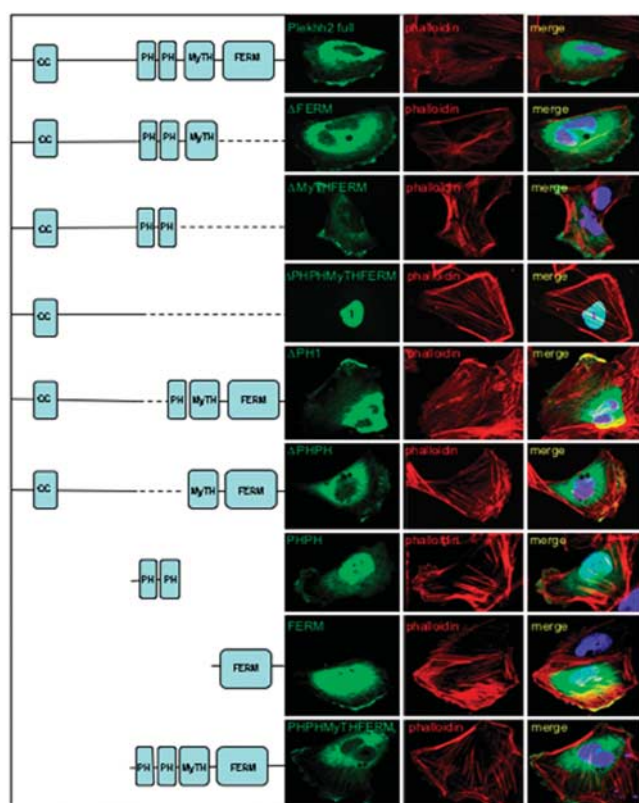 Plekhh2 full phalloidin merge
CC PH PH MyTH FERM
ΔFERM phalloidin merge
CC PH PH MyTH
ΔMyTHFERM phalloidin merge
CC PH PH
ΔPHPHMyTHFERM phalloidin merge
CC
ΔPH1 phalloidin merge
CC PH MyTH FERM
ΔPHPH phalloidin merge
CC MyTH FERM
PHPH phalloidin merge
PH PH
FERM phalloidin merge
FERM
PHPHMyTHFERM phalloidin merge
PH PH MyTH FERM